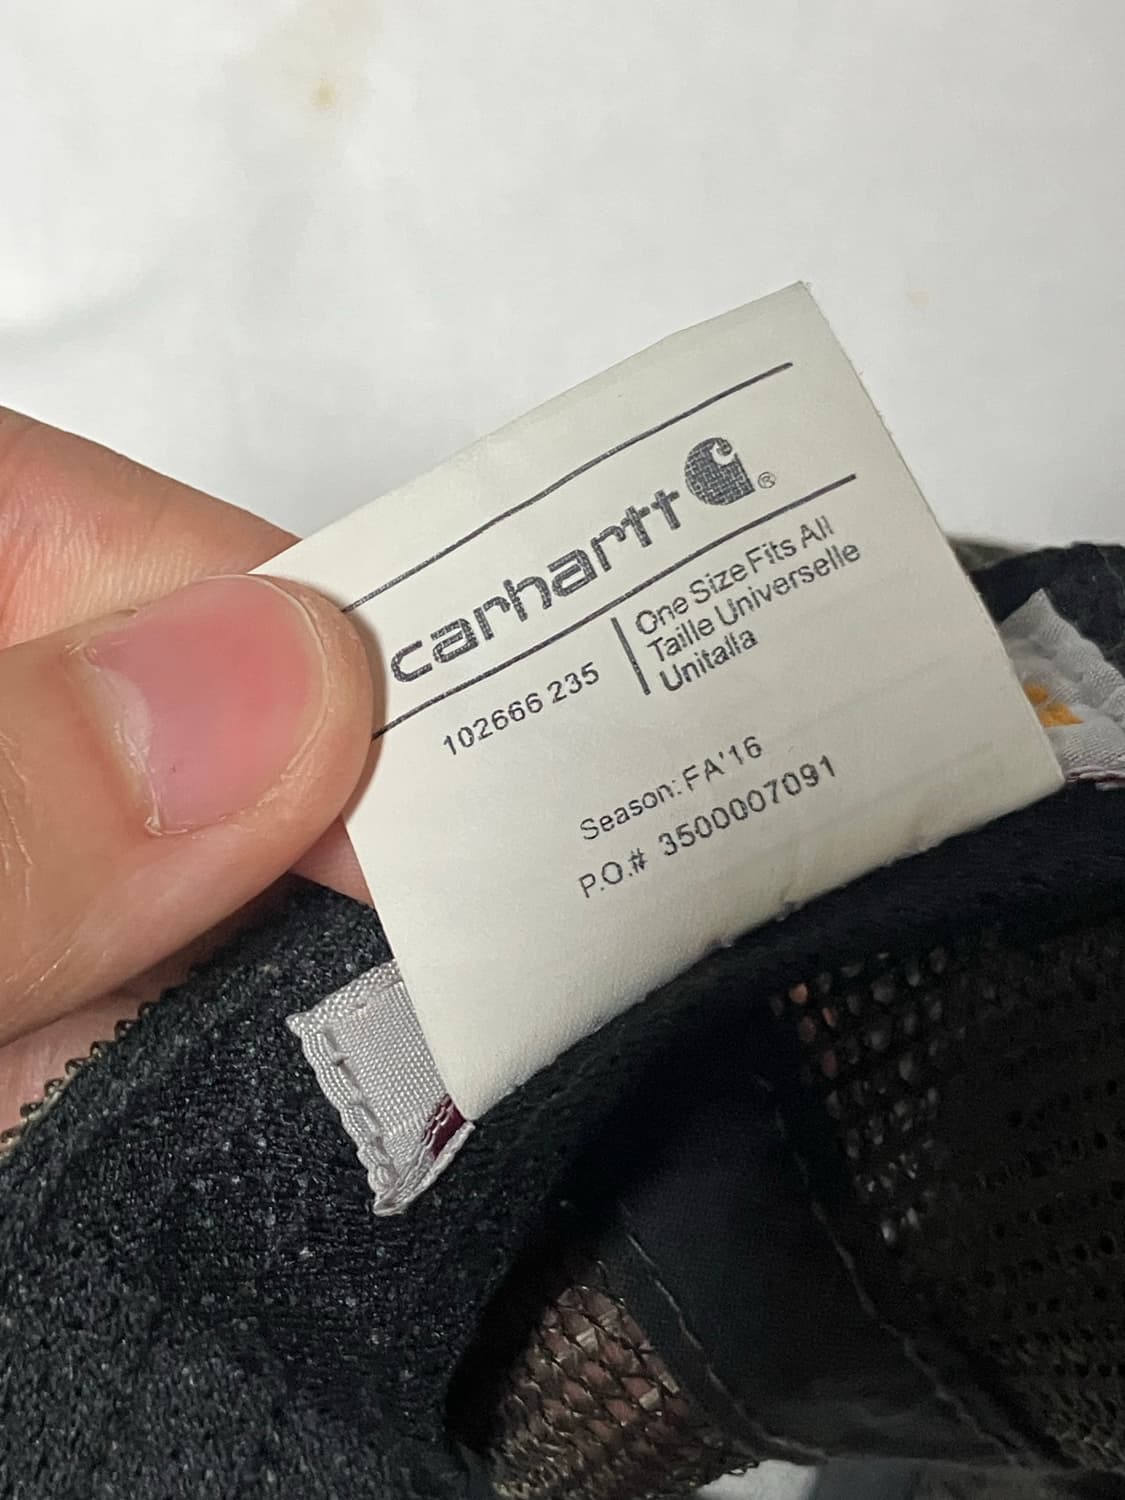 carhartt ®
102666 235
One Size Fits All
Taille Universelle
Unitalla
Season: FA'16
P.O.# 3500007091